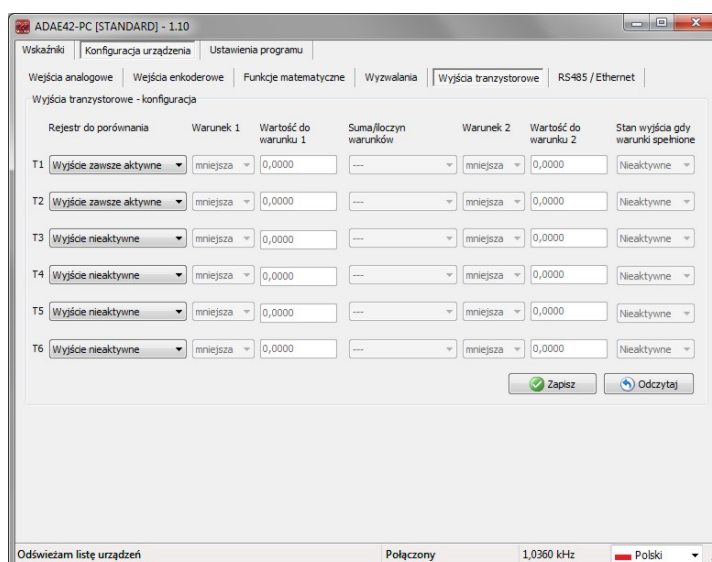 ADAE42-PC [STANDARD] - 1.10
Wskaźniki Konfiguracja urządzenia Ustawienia programu
Wejścia analogowe Wejścia enkoderowe Funkcje matematyczne Wyzwalania Wyjścia tranzystorowe RS485 / Ethernet
Wyjścia tranzystorowe - konfiguracja
Rejestr do porównania Warunek 1 Wartość do warunku 1 Suma/iloczyn warunków Warunek 2 Wartość do warunku 2 Stan wyjścia gdy warunki spełnione
T1 Wyjście zawsze aktywne mniejsza 0,0000 --- mniejsza 0,0000 Nieaktywne
T2 Wyjście zawsze aktywne mniejsza 0,0000 --- mniejsza 0,0000 Nieaktywne
T3 Wyjście nieaktywne mniejsza 0,0000 --- mniejsza 0,0000 Nieaktywne
T4 Wyjście nieaktywne mniejsza 0,0000 --- mniejsza 0,0000 Nieaktywne
T5 Wyjście nieaktywne mniejsza 0,0000 --- mniejsza 0,0000 Nieaktywne
T6 Wyjście nieaktywne mniejsza 0,0000 --- mniejsza 0,0000 Nieaktywne
Zapisz Odczytaj
Odświeżam listę urządzeń Połączony 1,0360 kHz Polski